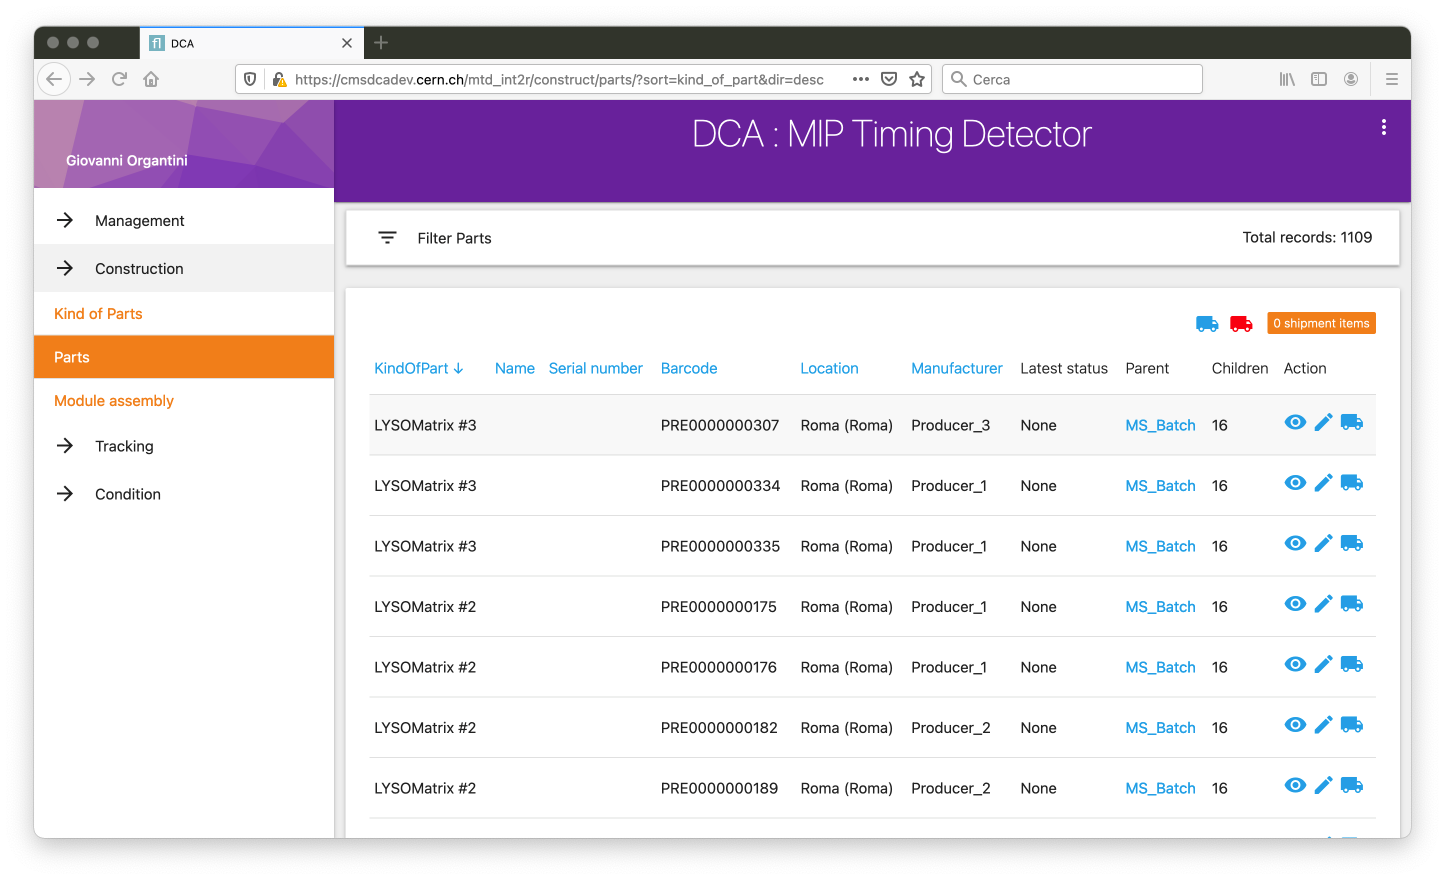 DCA
https://cmsdcadev.cern.ch/mtd_int2r/construct/parts/?sort=kind_of_part&dir=desc
Cerca
Giovanni Organtini
DCA : MIP Timing Detector
Management
Construction
Kind of Parts
Parts
Module assembly
Tracking
Condition
Filter Parts
Total records: 1109
0 shipment items
KindOfPart ↓ Name Serial number Barcode Location Manufacturer Latest status Parent Children Action
LYSOMatrix #3 PRE0000000307 Roma (Roma) Producer_3 None MS_Batch 16
LYSOMatrix #3 PRE0000000334 Roma (Roma) Producer_1 None MS_Batch 16
LYSOMatrix #3 PRE0000000335 Roma (Roma) Producer_1 None MS_Batch 16
LYSOMatrix #2 PRE0000000175 Roma (Roma) Producer_1 None MS_Batch 16
LYSOMatrix #2 PRE0000000176 Roma (Roma) Producer_1 None MS_Batch 16
LYSOMatrix #2 PRE0000000182 Roma (Roma) Producer_2 None MS_Batch 16
LYSOMatrix #2 PRE0000000189 Roma (Roma) Producer_2 None MS_Batch 16